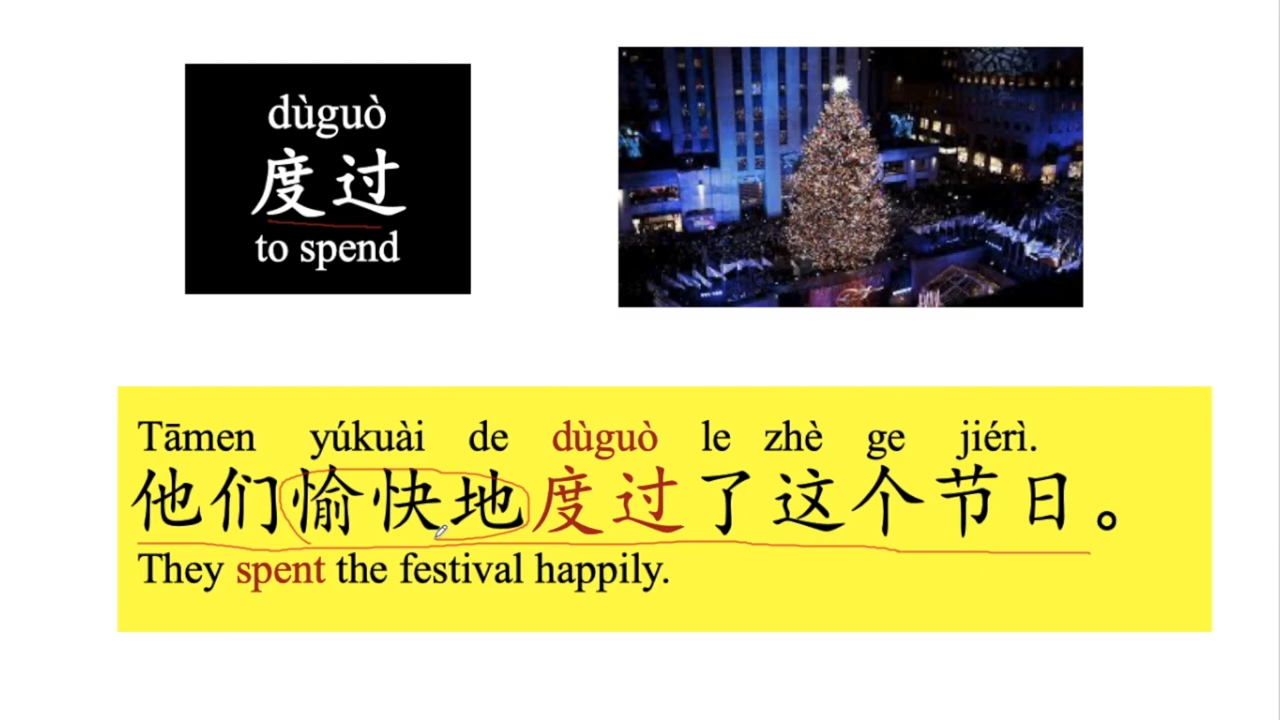 dùguò
度过
to spend
Tāmen yúkuài de dùguò le zhè ge jiérì.
他们愉快地度过了这个节日。
They spent the festival happily.